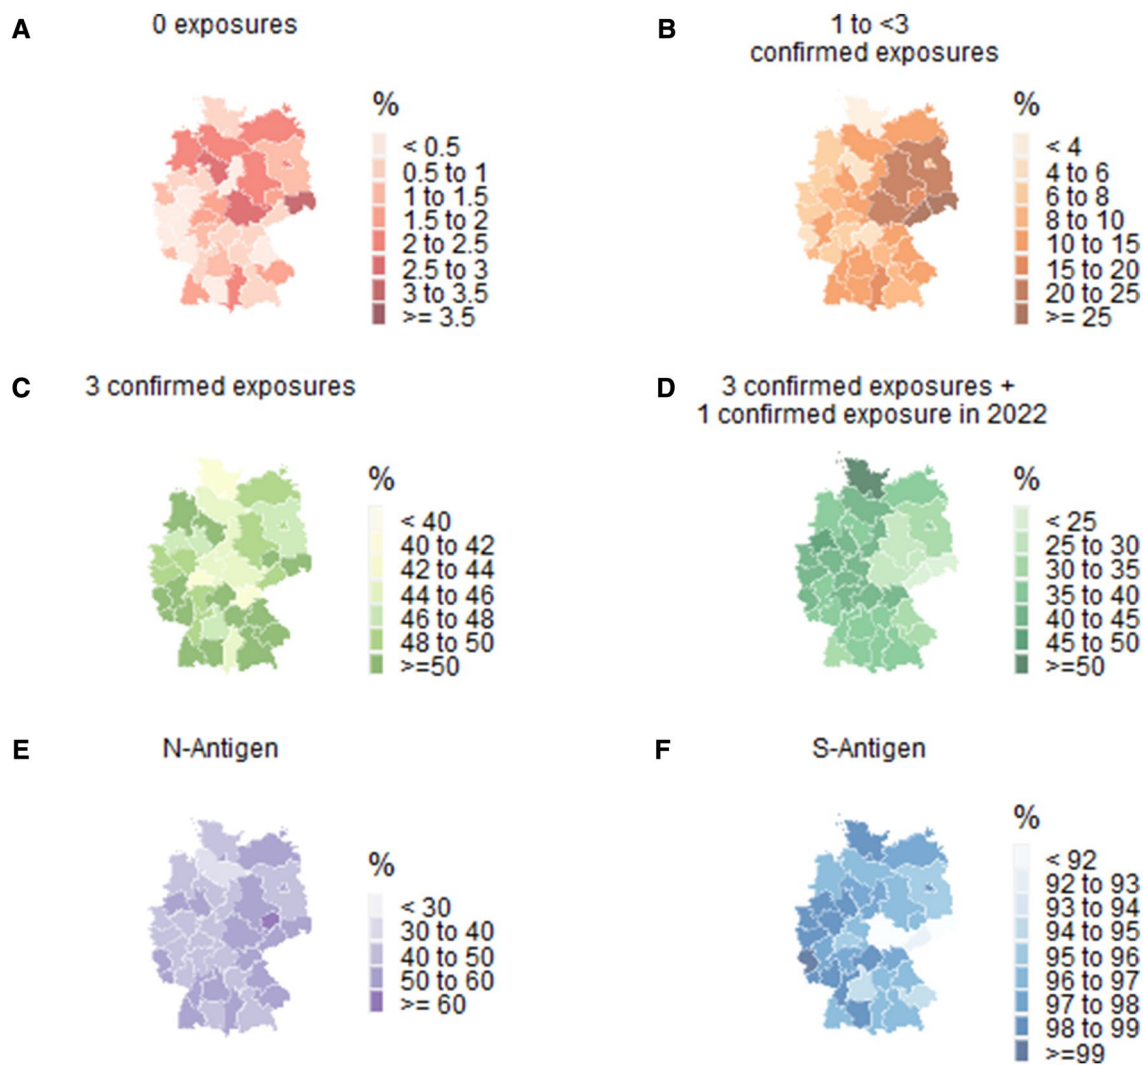 A
0 exposures
%
< 0.5
0.5 to 1
1 to 1.5
1.5 to 2
2 to 2.5
2.5 to 3
3 to 3.5
>= 3.5
B
1 to <3
confirmed exposures
%
< 4
4 to 6
6 to 8
8 to 10
10 to 15
15 to 20
20 to 25
>= 25
C
3 confirmed exposures
%
< 40
40 to 42
42 to 44
44 to 46
46 to 48
48 to 50
>=50
D
3 confirmed exposures +
1 confirmed exposure in 2022
%
< 25
25 to 30
30 to 35
35 to 40
40 to 45
45 to 50
>=50
E
N-Antigen
%
< 30
30 to 40
40 to 50
50 to 60
>= 60
F
S-Antigen
%
< 92
92 to 93
93 to 94
94 to 95
95 to 96
96 to 97
97 to 98
98 to 99
>=99